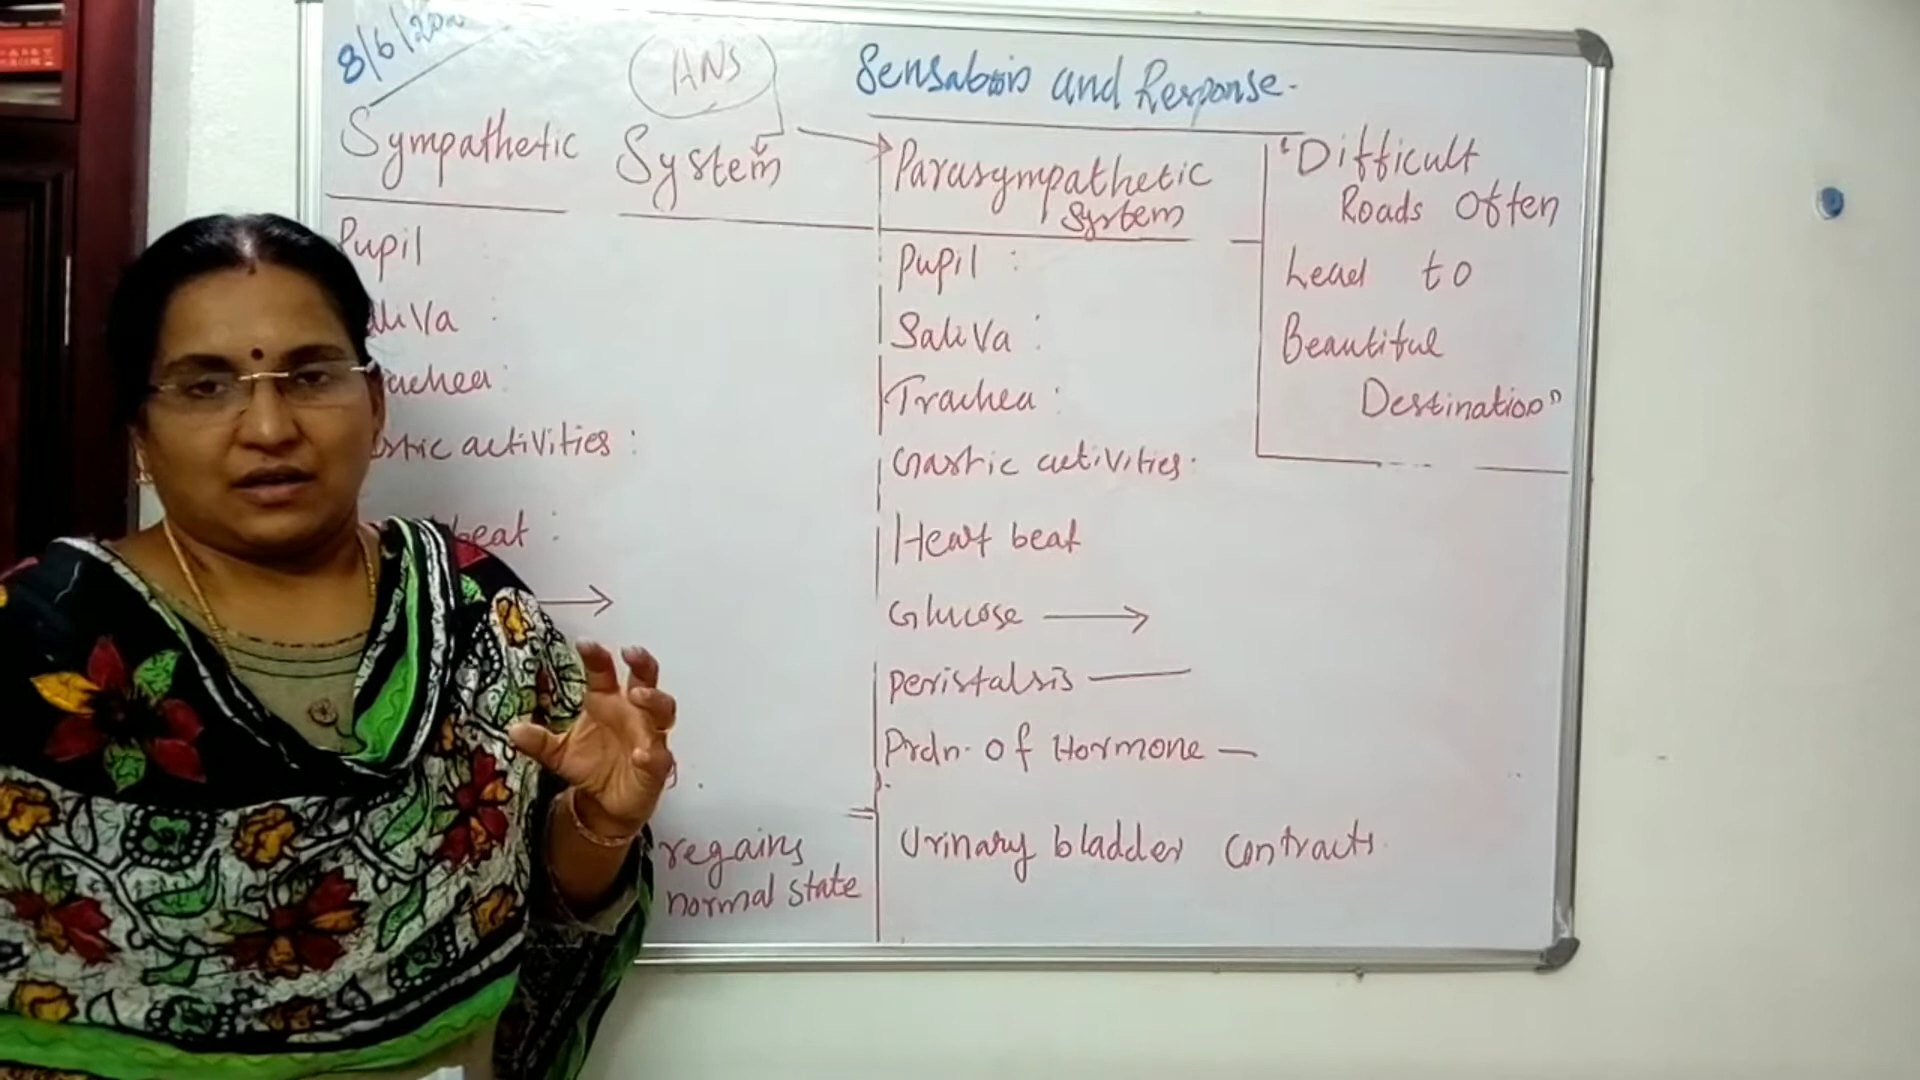 8/6/20
ANS
Sensations and Response.
Sympathetic System
Pupil
:
:
activities :
beat :
regains
normal state
Parasympathetic
System
Pupil :
Saliva :
Trachea :
Gastric activities.
Heart beat
Glucose →
Peristalsis —
Prdn. of Hormone —
Urinary bladder contracts.
"Difficult
Roads Often
Lead to
Beautiful
Destination"